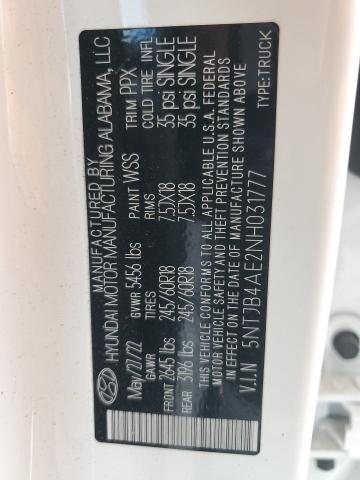 MANUFACTURED BY
HYUNDAI MOTOR MANUFACTURING ALABAMA, LLC
May/27/22 GVWR 5456 lbs PAINT WSS TRIM PPX
GAWR TIRES RIMS COLD TIRE INFL
FRONT 2645 lbs 245/60R18 7.5JX18 35 psi SINGLE
REAR 3196 lbs 245/60R18 7.5JX18 35 psi SINGLE
THIS VEHICLE CONFORMS TO ALL APPLICABLE U.S.A. FEDERAL
MOTOR VEHICLE SAFETY AND THEFT PREVENTION STANDARDS
IN EFFECT ON THE DATE OF MANUFACTURE SHOWN ABOVE
V.I.N 5NTJB4AE2NH031777
TYPE:TRUCK